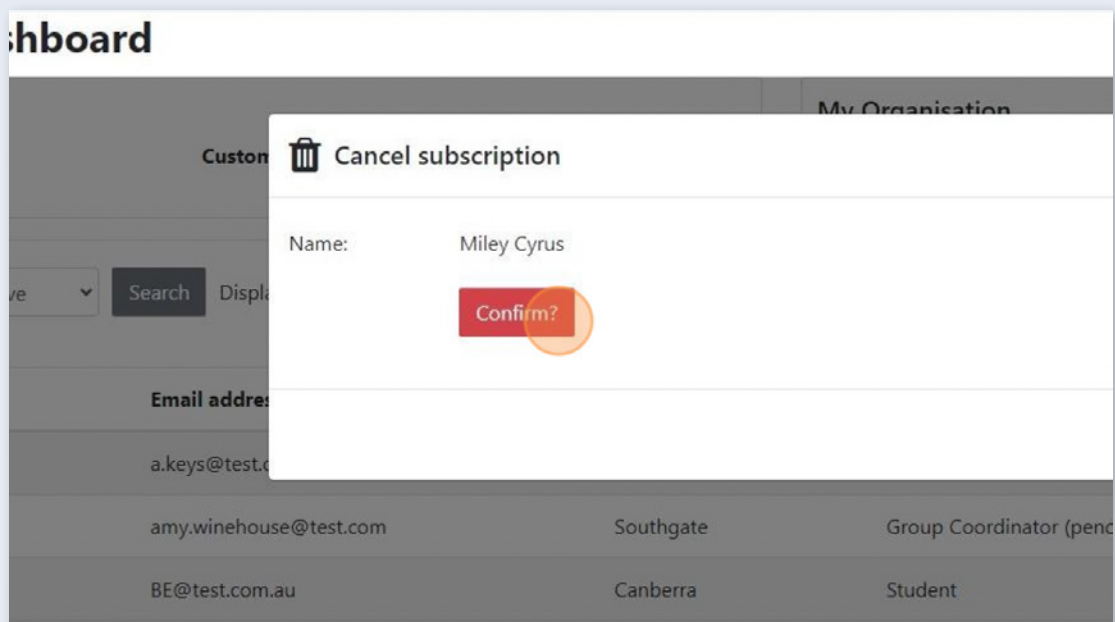 shboard
My Organisation
Custom
Cancel subscription
Name: Miley Cyrus
ve Search Displa
Confirm?
Email addres
a.keys@test.c
amy.winehouse@test.com Southgate Group Coordinator (pend
BE@test.com.au Canberra Student